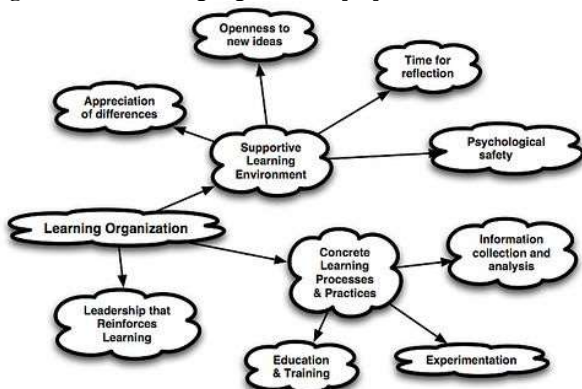 Openness to
new ideas
Time for
reflection
Appreciation
of differences
Supportive
Learning
Environment
Psychological
safety
Learning Organization
Concrete
Learning
Processes
& Practices
Information
collection and
analysis
Leadership that
Reinforces
Learning
Education
& Training
Experimentation